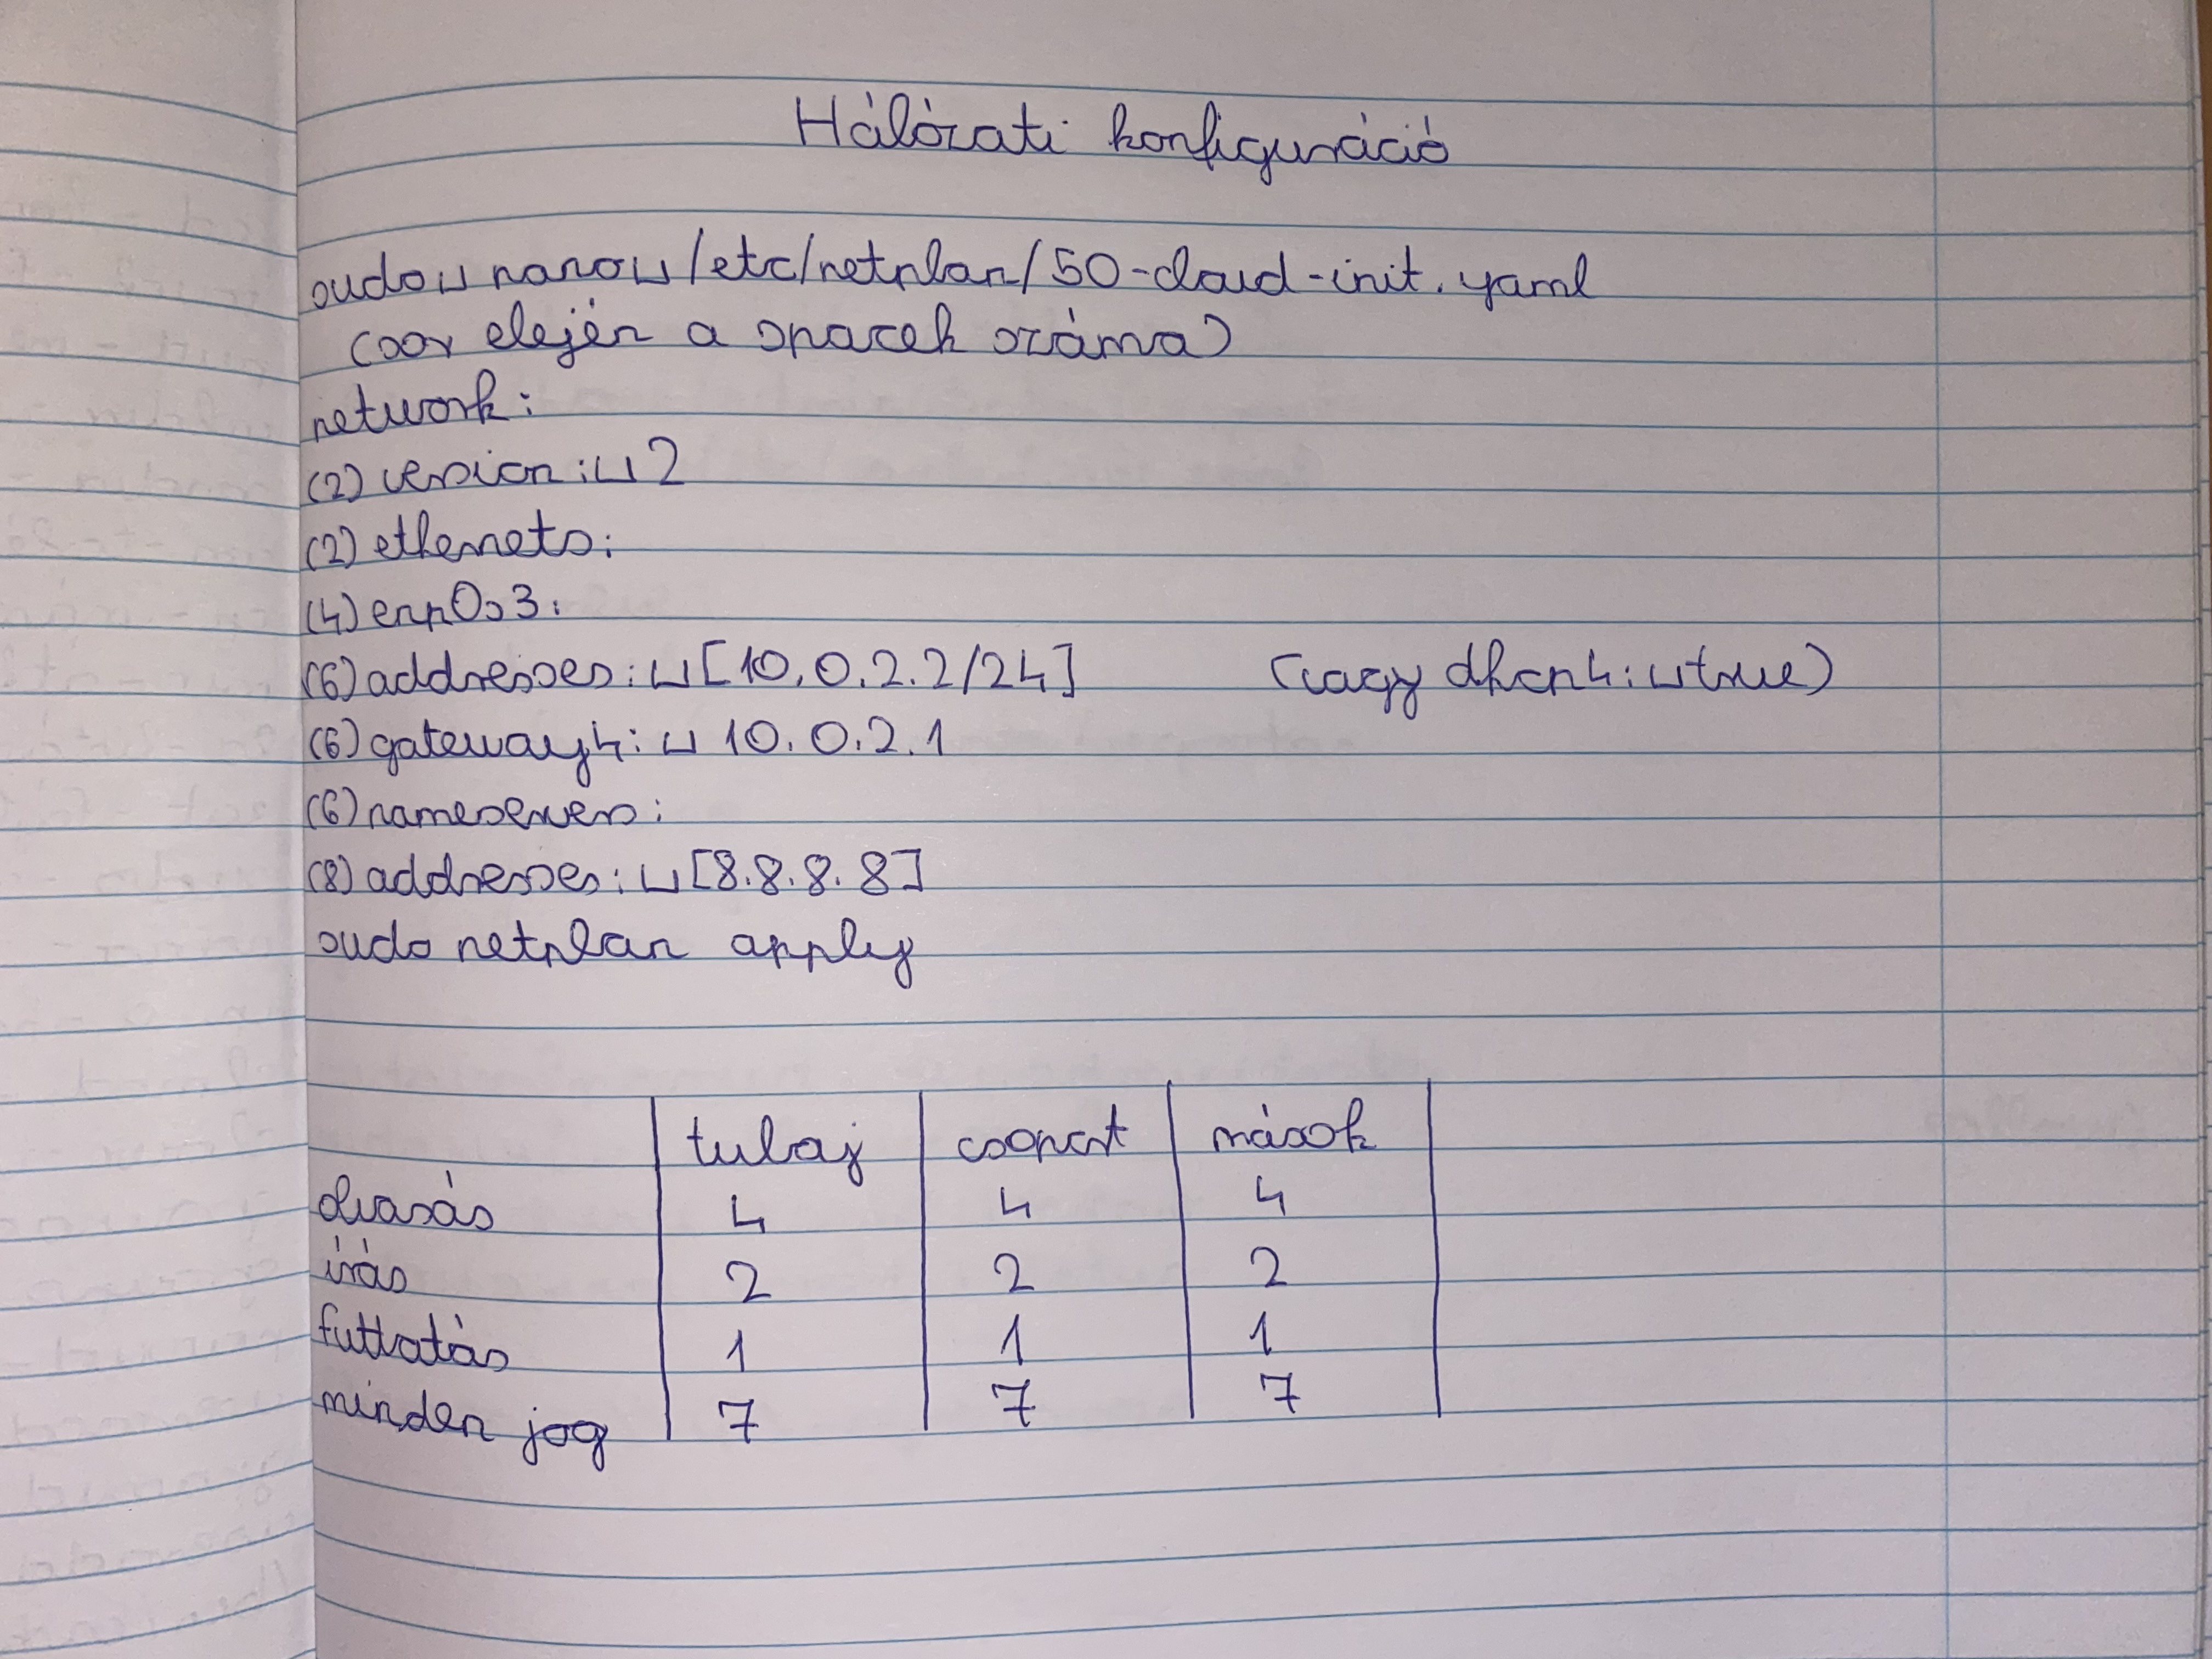 Hálózati konfiguráció
sudo␣nano␣/etc/netplan/50-cloud-init.yaml
(sor elején a spacek száma)
network:
(2) version:␣2
(2) ethernets:
(4) enp0s3:
(6) addresses:␣[10.0.2.2/24] (vagy dhcp4:␣true)
(6) gateway4:␣10.0.2.1
(6) nameservers:
(8) addresses:␣[8.8.8.8]
sudo netplan apply
tulaj csoport mások
olvasás 4 4 4
írás 2 2 2
futtatás 1 1 1
minden jog 7 7 7